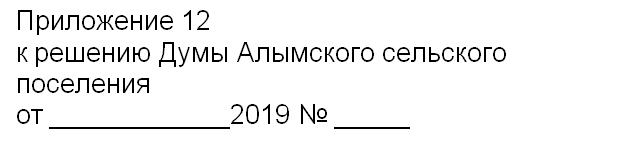 Приложение 12
к решению Думы Алымского сельского
поселения
от ____________2019 № _____